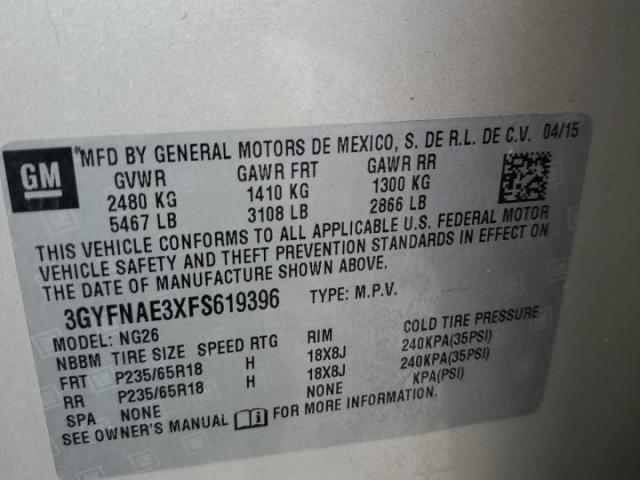 GM
MFD BY GENERAL MOTORS DE MEXICO, S. DE R.L. DE C.V. 04/15
GVWR GAWR FRT GAWR RR
2480 KG 1410 KG 1300 KG
5467 LB 3108 LB 2866 LB
THIS VEHICLE CONFORMS TO ALL APPLICABLE U.S. FEDERAL MOTOR
VEHICLE SAFETY AND THEFT PREVENTION STANDARDS IN EFFECT ON
THE DATE OF MANUFACTURE SHOWN ABOVE.
3GYFNAE3XFS619396 TYPE: M.P.V.
MODEL: NG26
NBBM TIRE SIZE SPEED RTG RIM COLD TIRE PRESSURE
FRT P235/65R18 H 18X8J 240KPA(35PSI)
RR P235/65R18 H 18X8J 240KPA(35PSI)
SPA NONE NONE KPA(PSI)
SEE OWNER'S MANUAL FOR MORE INFORMATION.